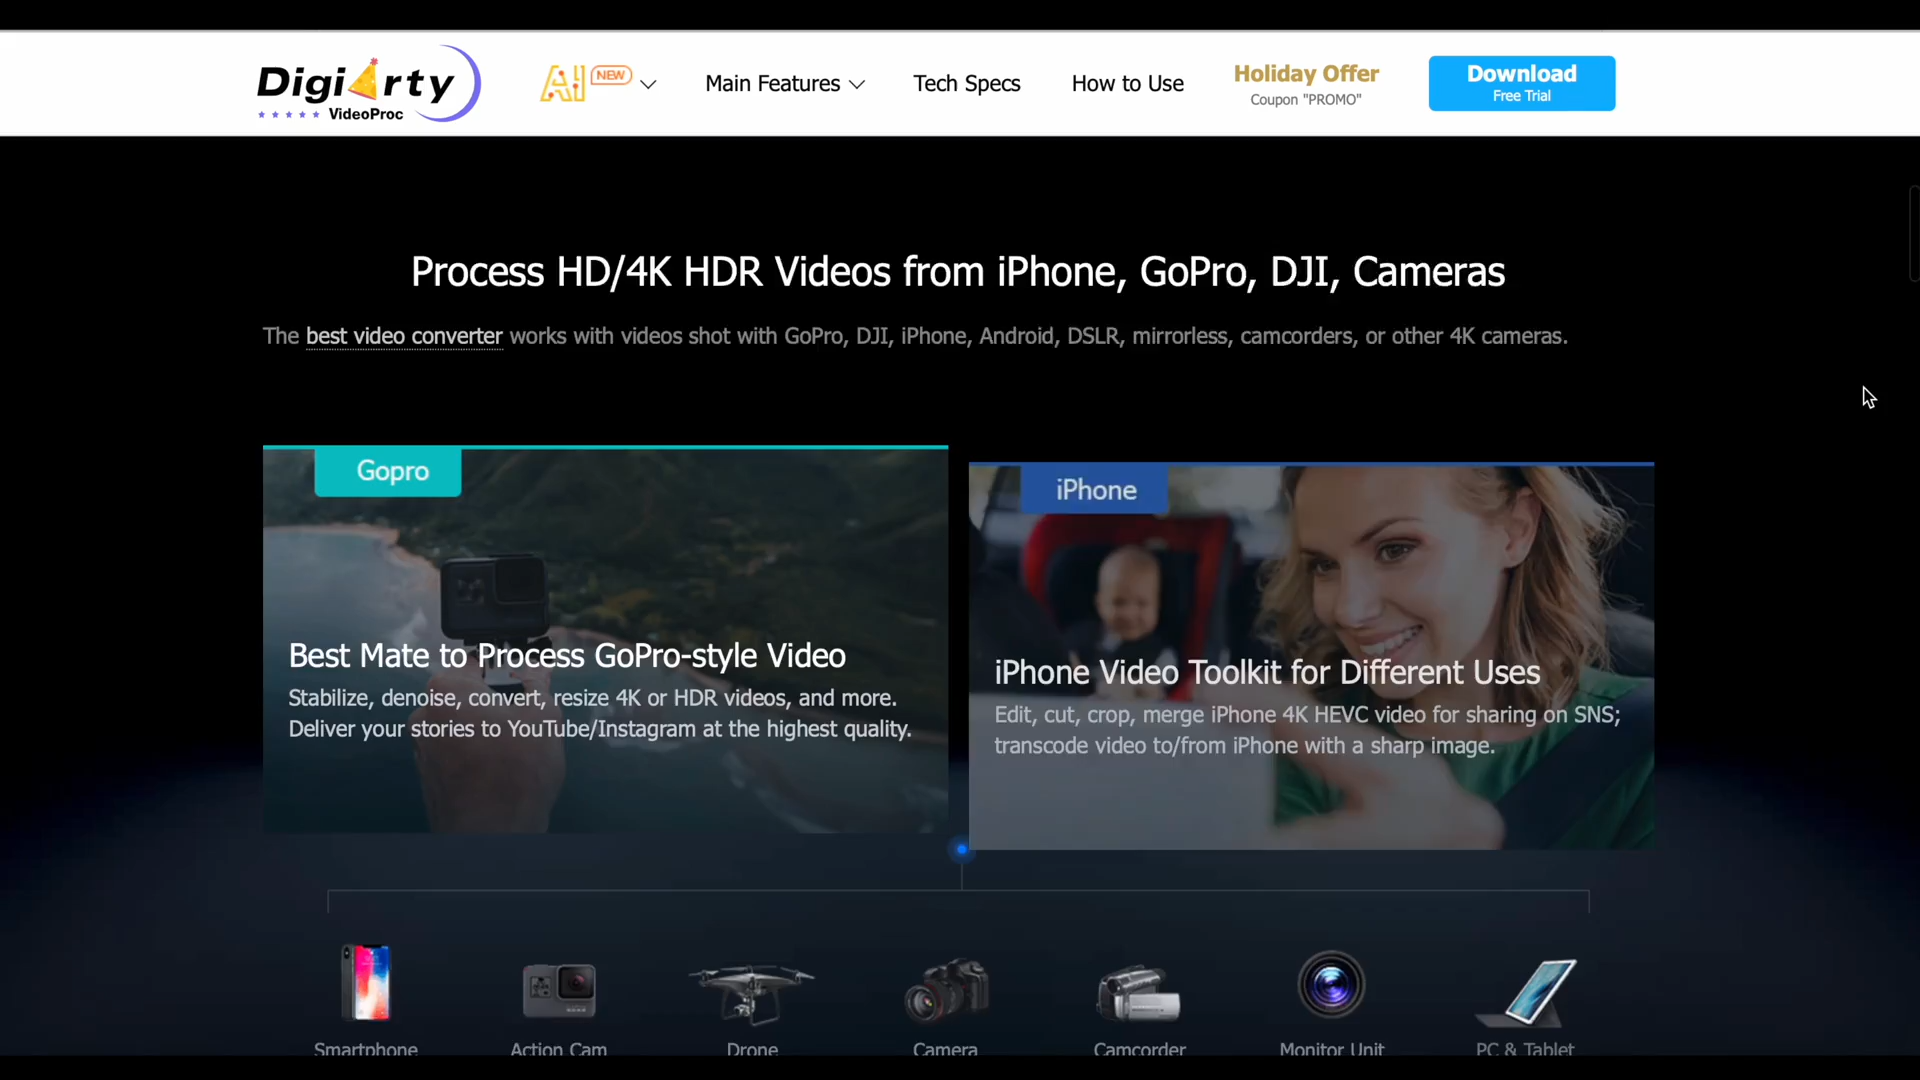 DigiArty
VideoProc
AI NEW
Main Features
Tech Specs
How to Use
Holiday Offer
Coupon "PROMO"
Download
Free Trial
Process HD/4K HDR Videos from iPhone, GoPro, DJI, Cameras
The best video converter works with videos shot with GoPro, DJI, iPhone, Android, DSLR, mirrorless, camcorders, or other 4K cameras.
Gopro
Best Mate to Process GoPro-style Video
Stabilize, denoise, convert, resize 4K or HDR videos, and more.
Deliver your stories to YouTube/Instagram at the highest quality.
iPhone
iPhone Video Toolkit for Different Uses
Edit, cut, crop, merge iPhone 4K HEVC video for sharing on SNS;
transcode video to/from iPhone with a sharp image.
Smartphone
Action Cam
Drone
Camera
Camcorder
Monitor Unit
PC & Tablet